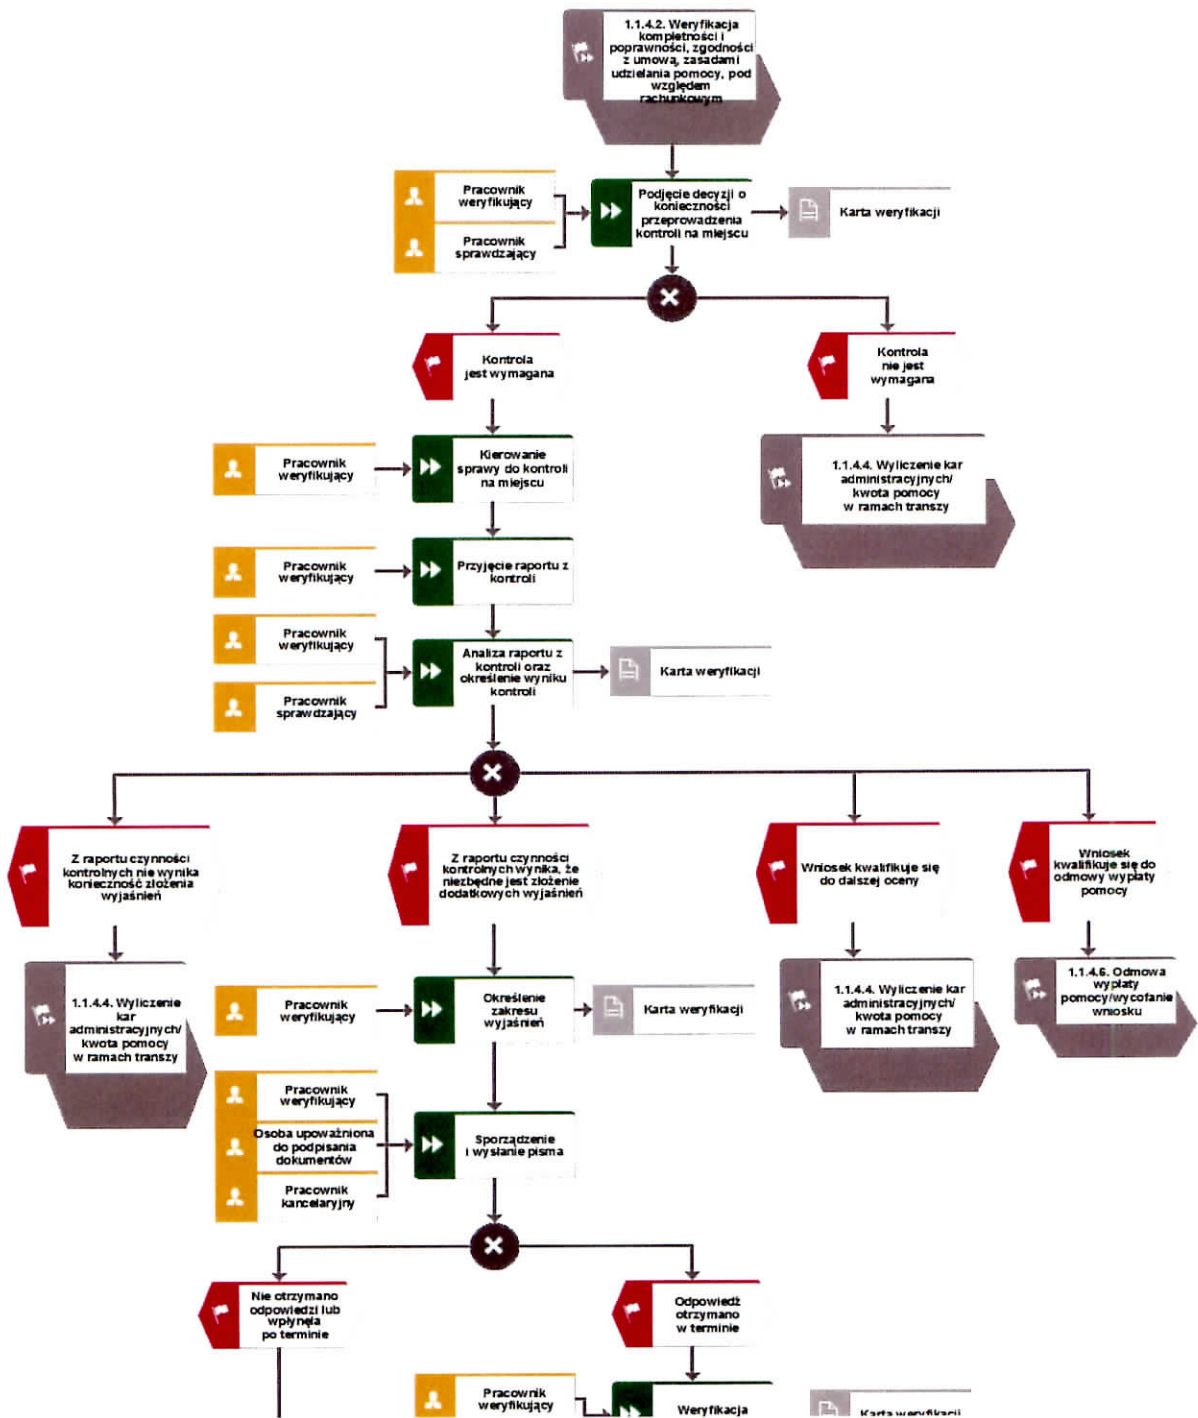 1.1.4.2. Weryfikacja
kompletności i
poprawności, zgodności
z umową, zasadami
udzielania pomocy, pod
względem
rachunkowym
Pracownik
weryfikujący
Pracownik
sprawdzający
Podjęcie decyzji o
konieczności
przeprowadzenia
kontroli na miejscu
Karta weryfikacji
Kontrola
jest wymagana
Kontrola
nie jest
wymagana
Pracownik
weryfikujący
Kierowanie
sprawy do kontroli
na miejscu
1.1.4.4. Wyliczenie kar
administracyjnych/
kwota pomocy
w ramach transzy
Pracownik
weryfikujący
Przyjęcie raportu z
kontroli
Pracownik
weryfikujący
Pracownik
sprawdzający
Analiza raportu z
kontroli oraz
określenie wyniku
kontroli
Karta weryfikacji
Z raportu czynności
kontrolnych nie wynika
konieczność złożenia
wyjaśnień
Z raportu czynności
kontrolnych wynika, że
niezbędne jest złożenie
dodatkowych wyjaśnień
Wniosek kwalifikuje się
do dalszej oceny
Wniosek
kwalifikuje się do
odmowy wypłaty
pomocy
1.1.4.4. Wyliczenie
kar
administracyjnych/
kwota pomocy
w ramach transzy
Pracownik
weryfikujący
Określenie
zakresu
wyjaśnień
Karta weryfikacji
1.1.4.4. Wyliczenie kar
administracyjnych/
kwota pomocy
w ramach transzy
1.1.4.6. Odmowa
wypłaty
pomocy/wycofanie
wniosku
Pracownik
weryfikujący
Osoba upoważniona
do podpisania
dokumentów
Pracownik
kancelaryjny
Sporządzenie
i wysłanie pisma
Nie otrzymano
odpowiedzi lub
wpłynęła
po terminie
Odpowiedź
otrzymano
w terminie
Pracownik
weryfikujący
Weryfikacja
Karta weryfikacji